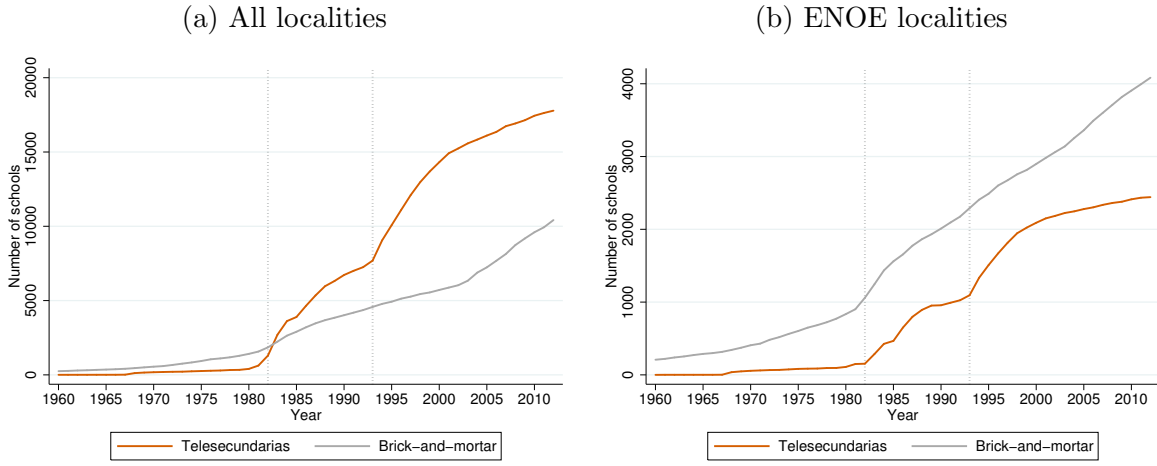 (a) All localities
Number of schools
20000
15000
10000
5000
0
1960 1965 1970 1975 1980 1985 1990 1995 2000 2005 2010
Year
Telesecundarias Brick−and−mortar
(b) ENOE localities
Number of schools
4000
3000
2000
1000
0
1960 1965 1970 1975 1980 1985 1990 1995 2000 2005 2010
Year
Telesecundarias Brick−and−mortar